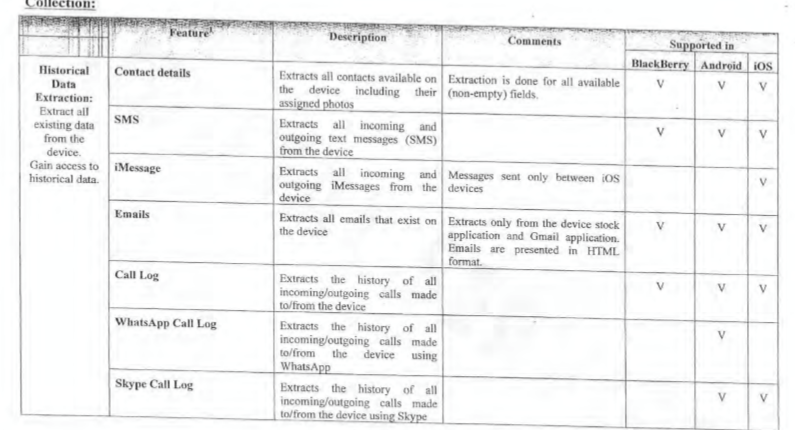 Collection:
Feature1 Description Comments Supported in
BlackBerry Android iOS
Historical
Data
Extraction:
Extract all
existing data
from the
device.
Gain access to
historical data.
Contact details
Extracts all contacts available on
the device including their
assigned photos
Extraction is done for all available
(non-empty) fields.
V V V
SMS
Extracts all incoming and
outgoing text messages (SMS)
from the device
V V V
iMessage
Extracts all incoming and
outgoing iMessages from the
device
Messages sent only between iOS
devices
V
Emails
Extracts all emails that exist on
the device
Extracts only from the device stock
application and Gmail application.
Emails are presented in HTML
format.
V V V
Call Log
Extracts the history of all
incoming/outgoing calls made
to/from the device
V V V
WhatsApp Call Log
Extracts the history of all
incoming/outgoing calls made
to/from the device using
WhatsApp
V
Skype Call Log
Extracts the history of all
incoming/outgoing calls made
to/from the device using Skype
V V